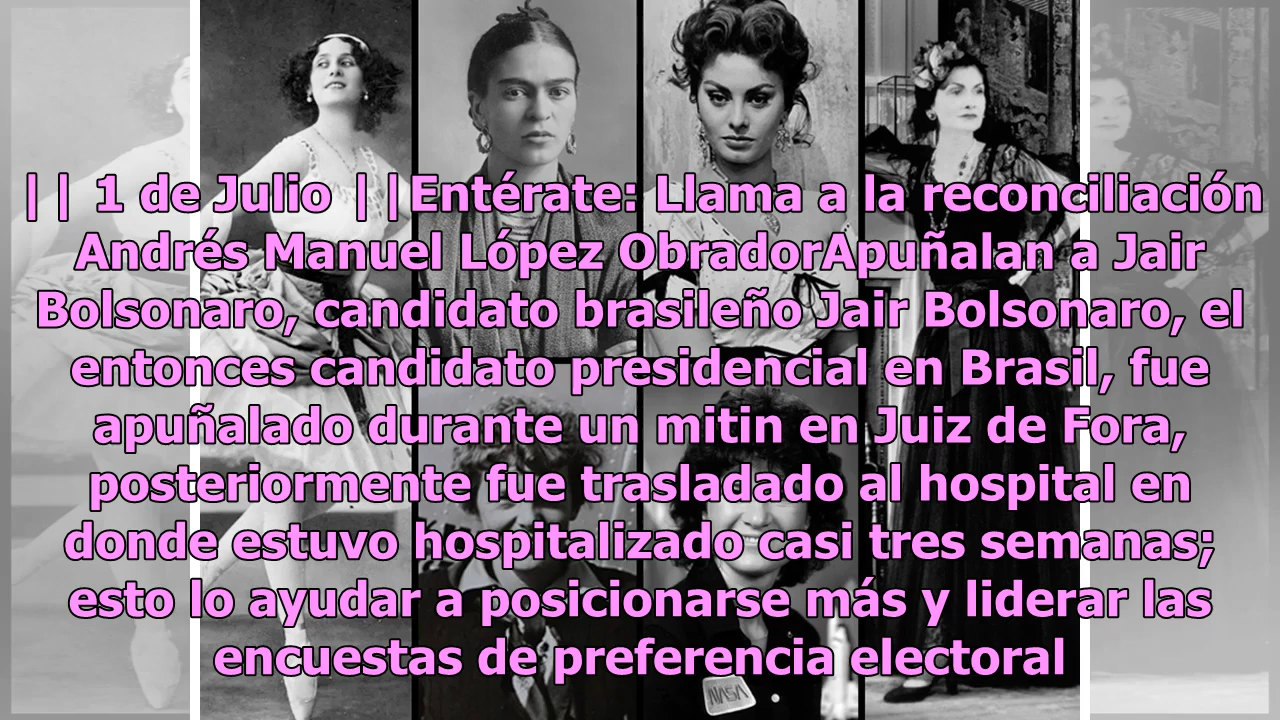 || 1 de Julio ||Entérate: Llama a la reconciliación
Andrés Manuel López ObradorApuñalan a Jair
Bolsonaro, candidato brasileño Jair Bolsonaro, el
entonces candidato presidencial en Brasil, fue
apuñalado durante un mitin en Juiz de Fora,
posteriormente fue trasladado al hospital en
donde estuvo hospitalizado casi tres semanas;
esto lo ayudar a posicionarse más y liderar las
encuestas de preferencia electoral
NASA